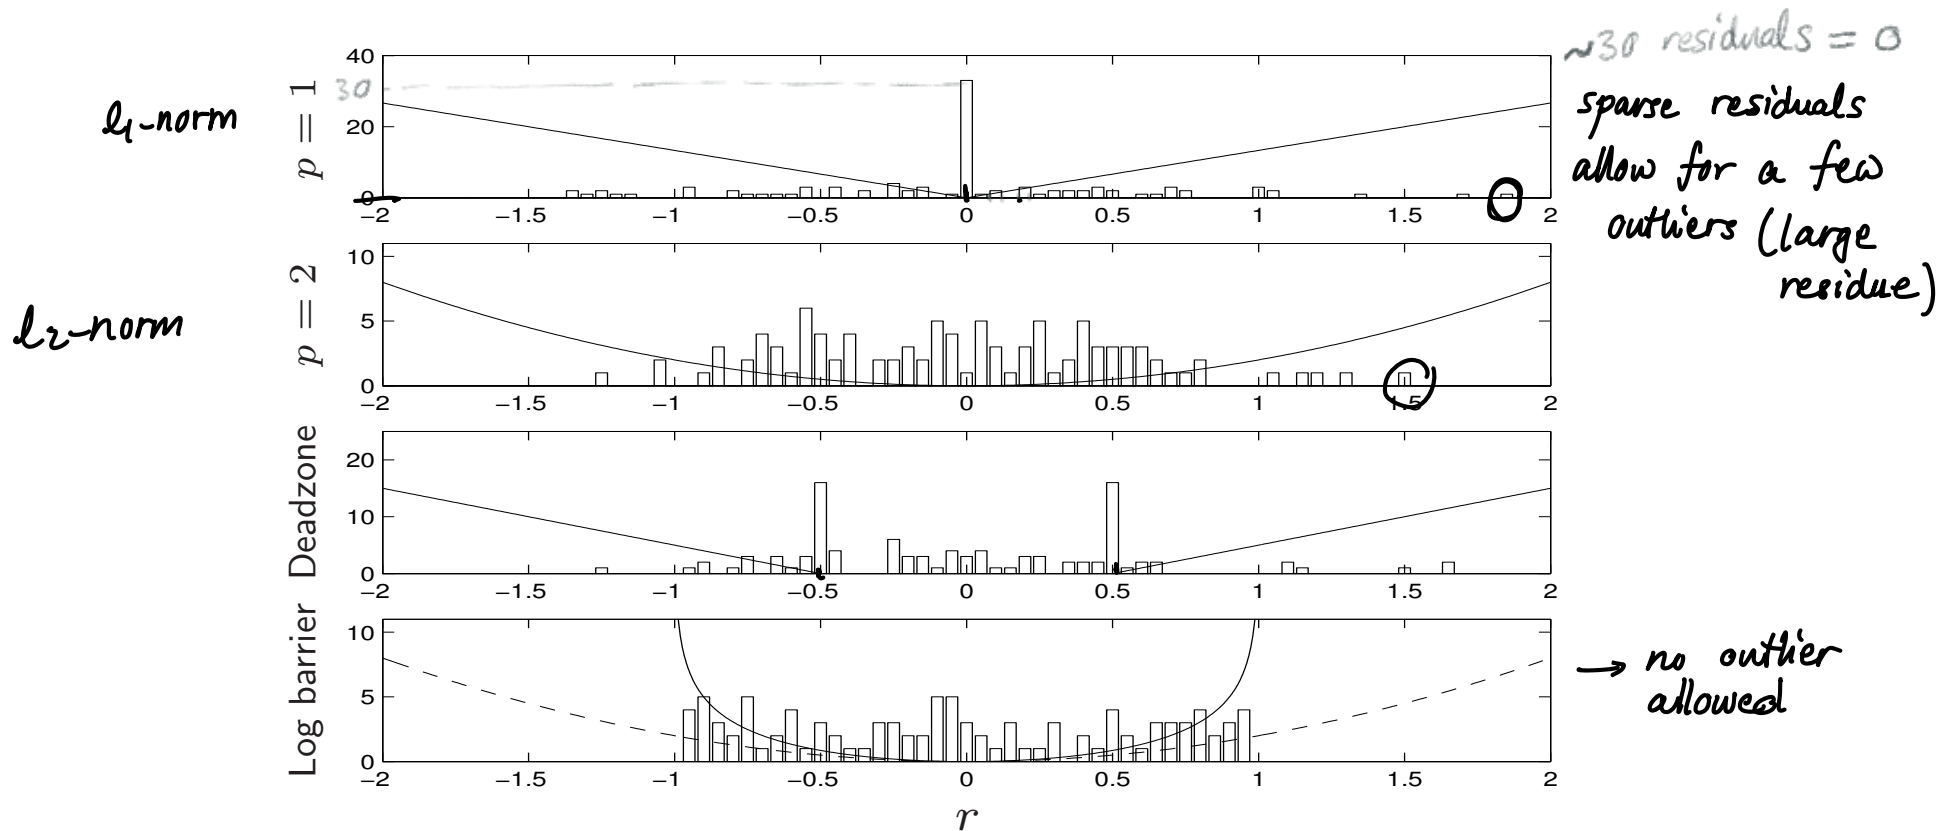 ~30 residuals = 0
40
30
20
0
p = 1
l1-norm
−2 −1.5 −1 −0.5 0 0.5 1 1.5 2
sparse residuals
allow for a few
outliers (large
residue)
10
5
0
p = 2
l2-norm
−2 −1.5 −1 −0.5 0 0.5 1 1.5 2
20
10
0
Deadzone
−2 −1.5 −1 −0.5 0 0.5 1 1.5 2
10
5
0
Log barrier
−2 −1.5 −1 −0.5 0 0.5 1 1.5 2
→ no outlier
allowed
r